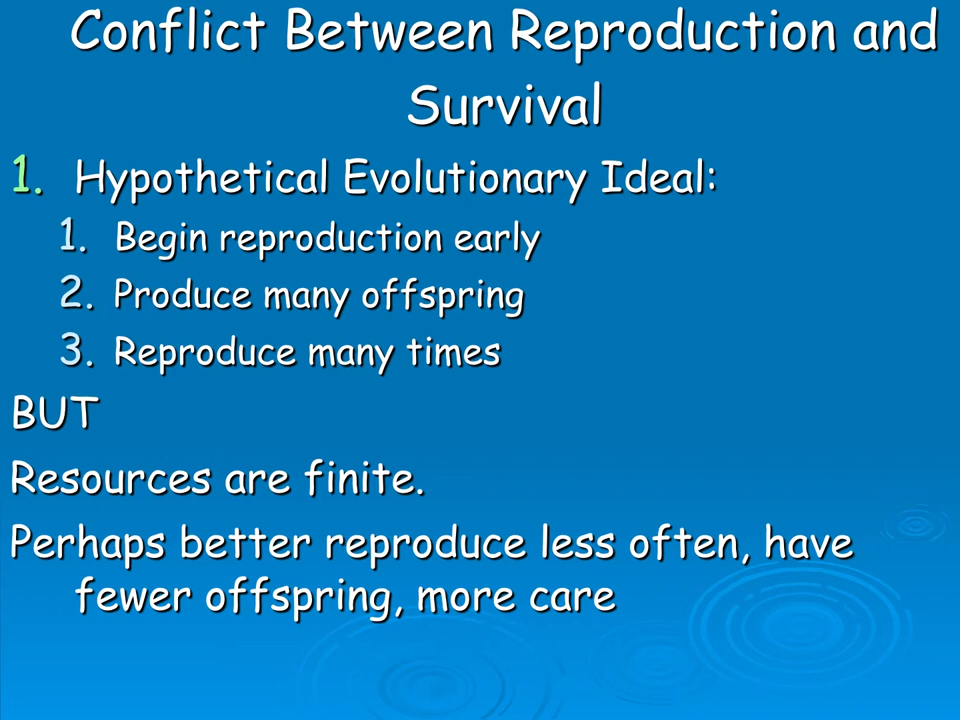 Conflict Between Reproduction and
Survival
1. Hypothetical Evolutionary Ideal:
1. Begin reproduction early
2. Produce many offspring
3. Reproduce many times
BUT
Resources are finite.
Perhaps better reproduce less often, have
fewer offspring, more care